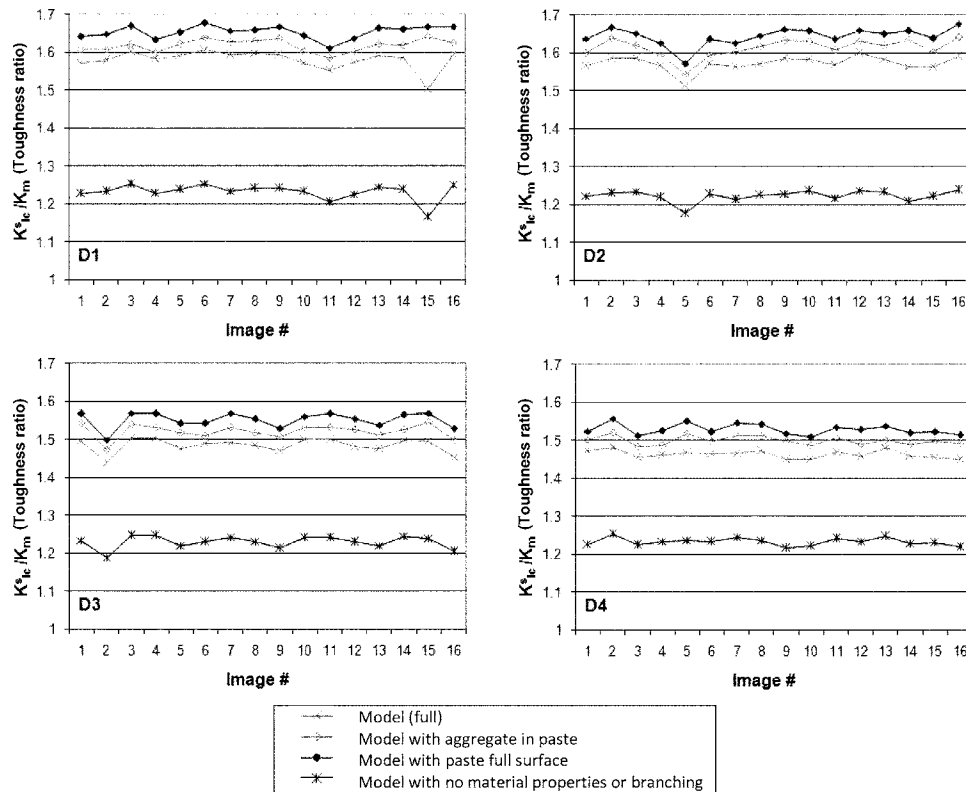 1.7
1.6
1.5
1.4
1.3
1.2
1.1
1
K^s_Ic /K_m (Toughness ratio)
D1
1 2 3 4 5 6 7 8 9 10 11 12 13 14 15 16
Image #
1.7
1.6
1.5
1.4
1.3
1.2
1.1
1
K^s_Ic /K_m (Toughness ratio)
D2
1 2 3 4 5 6 7 8 9 10 11 12 13 14 15 16
Image #
1.7
1.6
1.5
1.4
1.3
1.2
1.1
1
K^s_Ic /K_m (Toughness ratio)
D3
1 2 3 4 5 6 7 8 9 10 11 12 13 14 15 16
Image #
1.7
1.6
1.5
1.4
1.3
1.2
1.1
1
K^s_Ic /K_m (Toughness ratio)
D4
1 2 3 4 5 6 7 8 9 10 11 12 13 14 15 16
Image #
Model (full)
Model with aggregate in paste
Model with paste full surface
Model with no material properties or branching